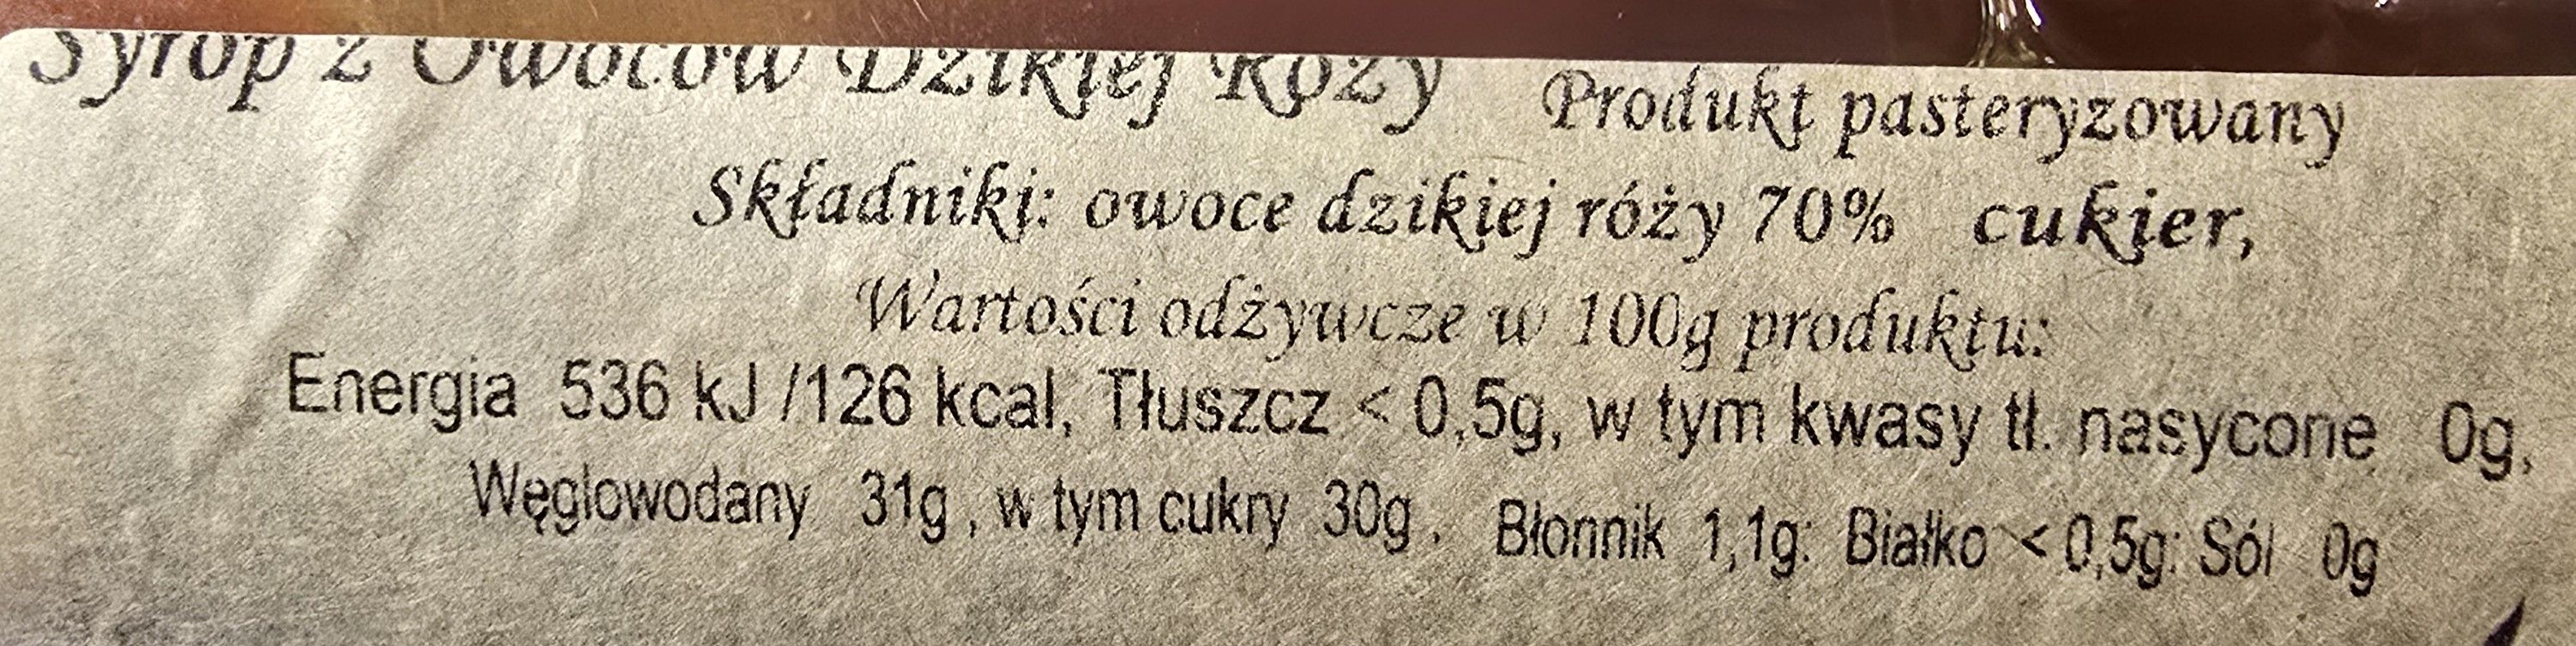 Syrop z Owoców Dzikiej Róży Produkt pasteryzowany
Składniki: owoce dzikiej róży 70% cukier,
Wartości odżywcze w 100g produktu:
Energia 536 kJ /126 kcal, Tłuszcz < 0,5g, w tym kwasy tł. nasycone 0g,
Węglowodany 31g , w tym cukry 30g . Błonnik 1,1g: Białko < 0,5g: Sól 0g